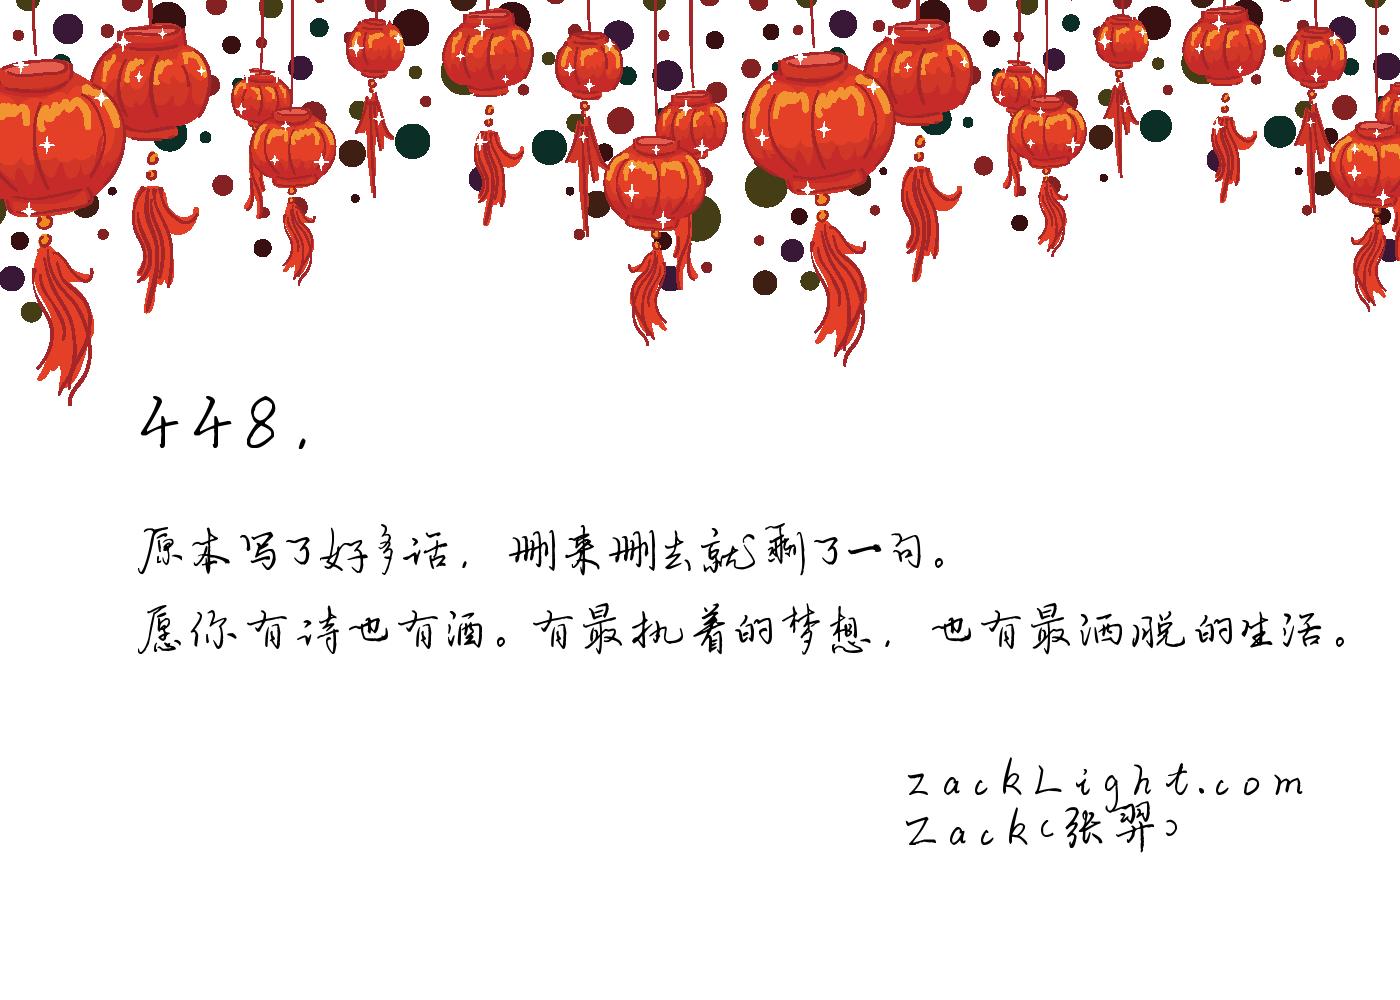 448.
原本写了好多话，删来删去就剩了一句。
愿你有诗也有酒。有最执着的梦想，也有最洒脱的生活。
zackLight.com
Zack(张羿)